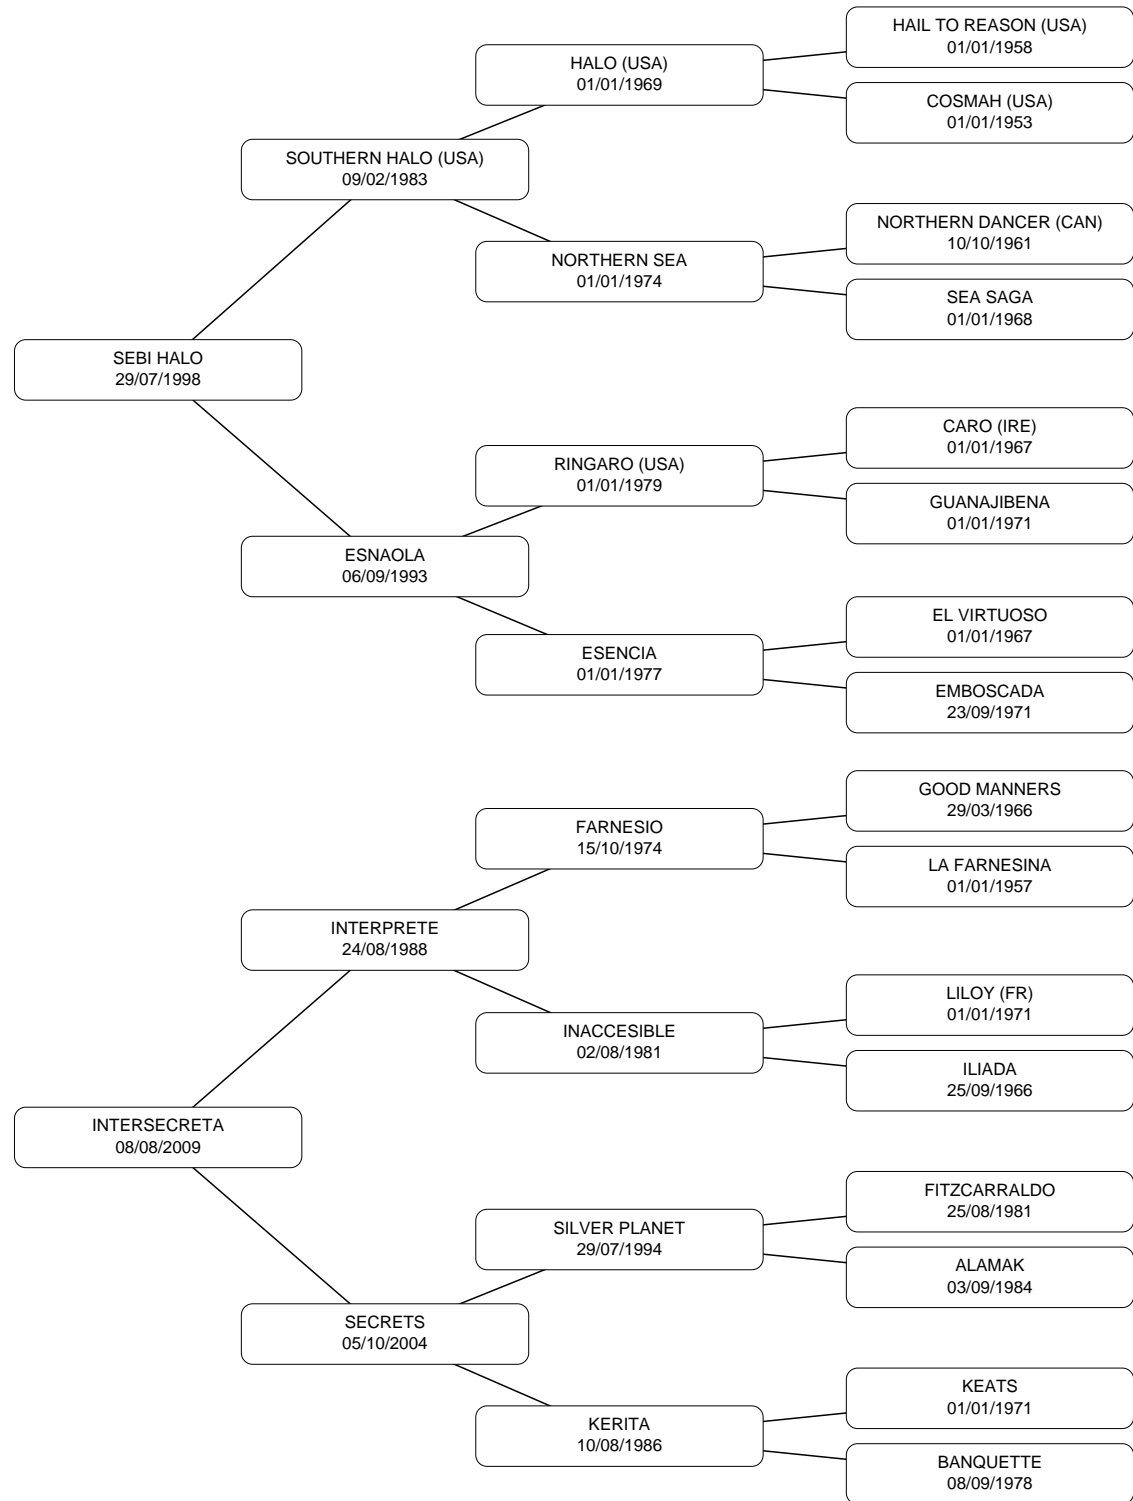 HAIL TO REASON (USA)
01/01/1958
HALO (USA)
01/01/1969
COSMAH (USA)
01/01/1953
SOUTHERN HALO (USA)
09/02/1983
NORTHERN DANCER (CAN)
10/10/1961
NORTHERN SEA
01/01/1974
SEA SAGA
01/01/1968
SEBI HALO
29/07/1998
CARO (IRE)
01/01/1967
RINGARO (USA)
01/01/1979
GUANAJIBENA
01/01/1971
ESNAOLA
06/09/1993
EL VIRTUOSO
01/01/1967
ESENCIA
01/01/1977
EMBOSCADA
23/09/1971
GOOD MANNERS
29/03/1966
FARNESIO
15/10/1974
LA FARNESINA
01/01/1957
INTERPRETE
24/08/1988
LILOY (FR)
01/01/1971
INACCESIBLE
02/08/1981
ILIADA
25/09/1966
INTERSECRETA
08/08/2009
FITZCARRALDO
25/08/1981
SILVER PLANET
29/07/1994
ALAMAK
03/09/1984
SECRETS
05/10/2004
KEATS
01/01/1971
KERITA
10/08/1986
BANQUETTE
08/09/1978